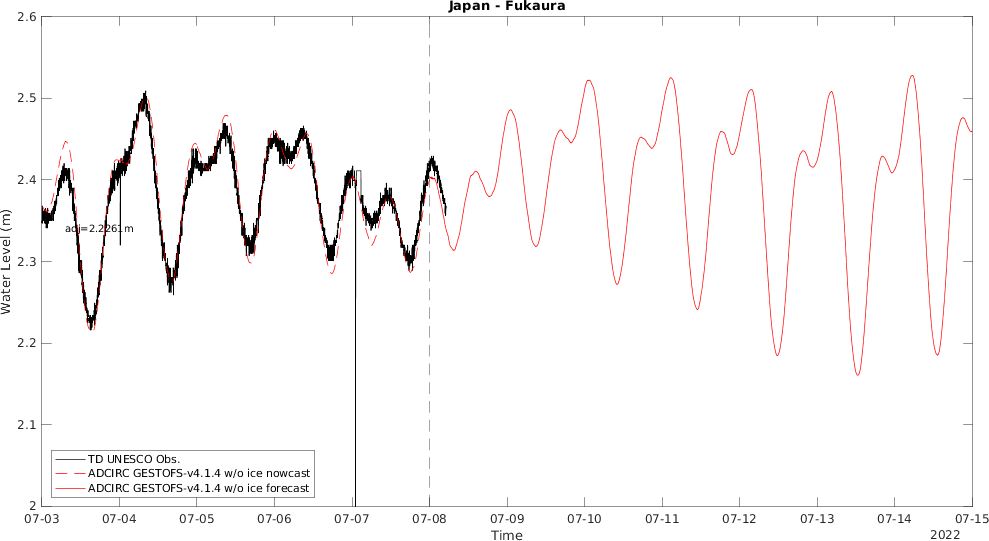 Japan - Fukaura
2.6
2.5
2.4
2.3
2.2
2.1
2
Water Level (m)
adj=2.2261m
TD UNESCO Obs.
ADCIRC GESTOFS-v4.1.4 w/o ice nowcast
ADCIRC GESTOFS-v4.1.4 w/o ice forecast
07-03 07-04 07-05 07-06 07-07 07-08 07-09 07-10 07-11 07-12 07-13 07-14 07-15
Time
2022